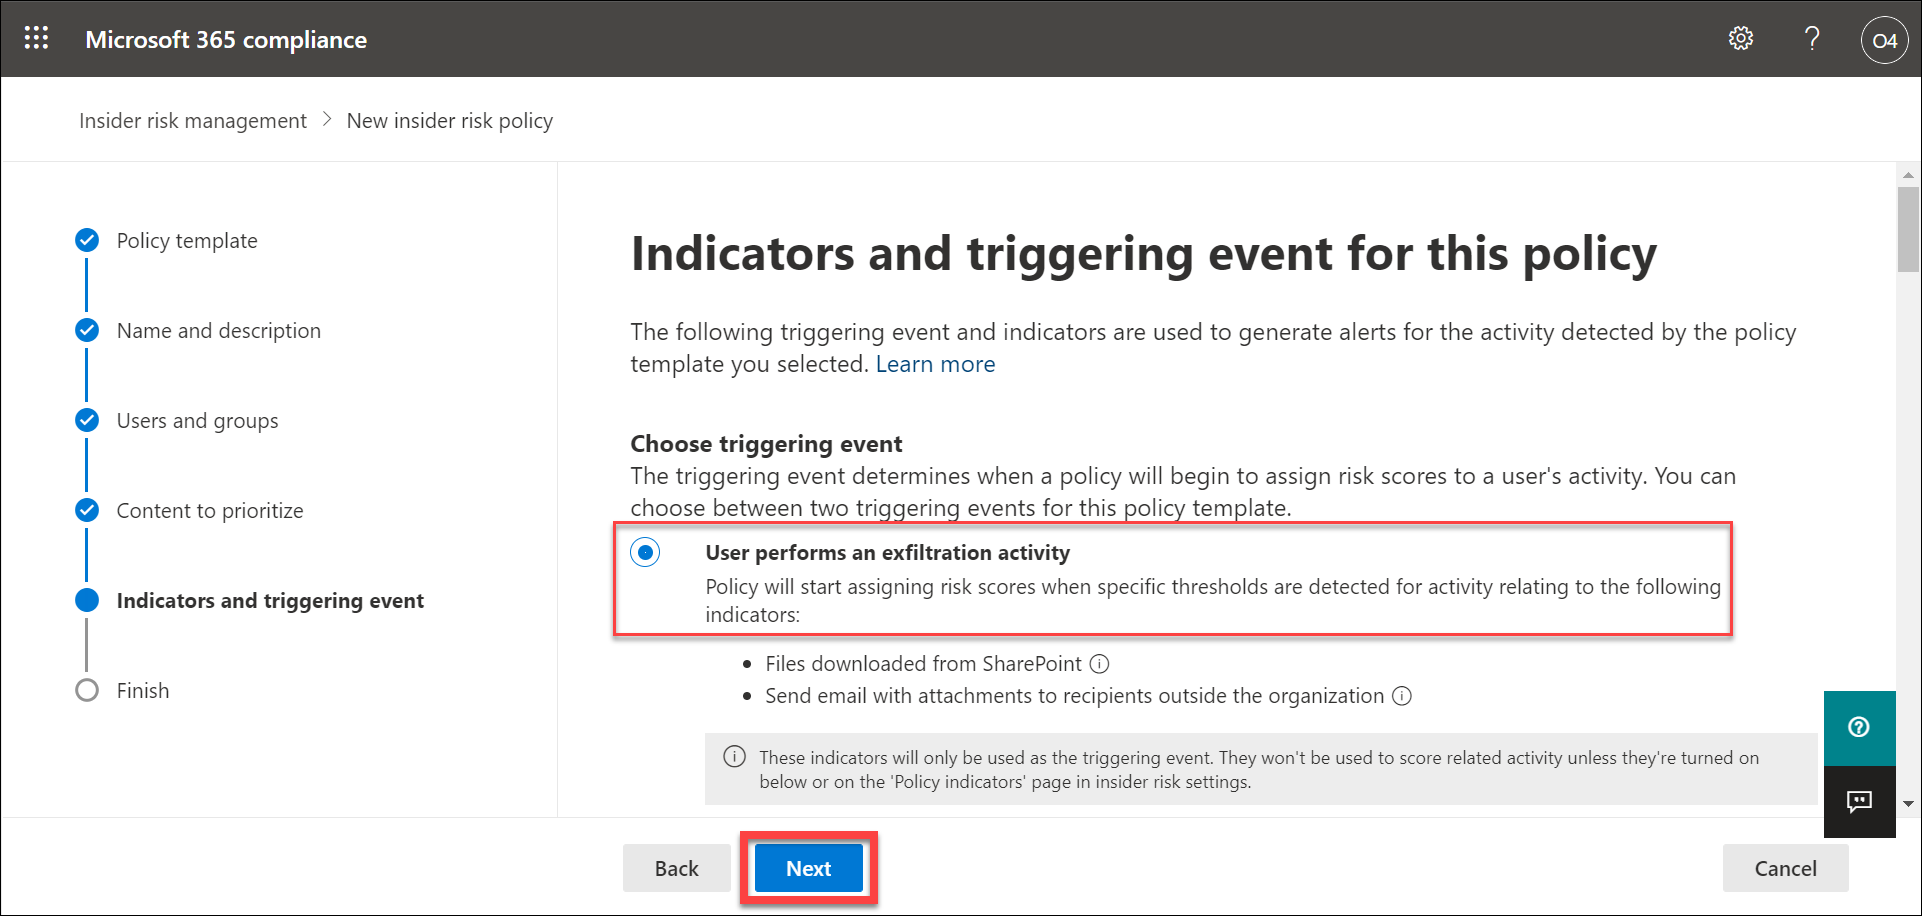 Microsoft 365 compliance
O4
Insider risk management > New insider risk policy
Policy template
Name and description
Users and groups
Content to prioritize
Indicators and triggering event
Finish
Indicators and triggering event for this policy
The following triggering event and indicators are used to generate alerts for the activity detected by the policy
template you selected. Learn more
Choose triggering event
The triggering event determines when a policy will begin to assign risk scores to a user's activity. You can
choose between two triggering events for this policy template.
User performs an exfiltration activity
Policy will start assigning risk scores when specific thresholds are detected for activity relating to the following
indicators:
• Files downloaded from SharePoint
• Send email with attachments to recipients outside the organization
These indicators will only be used as the triggering event. They won't be used to score related activity unless they're turned on
below or on the 'Policy indicators' page in insider risk settings.
Back
Next
Cancel